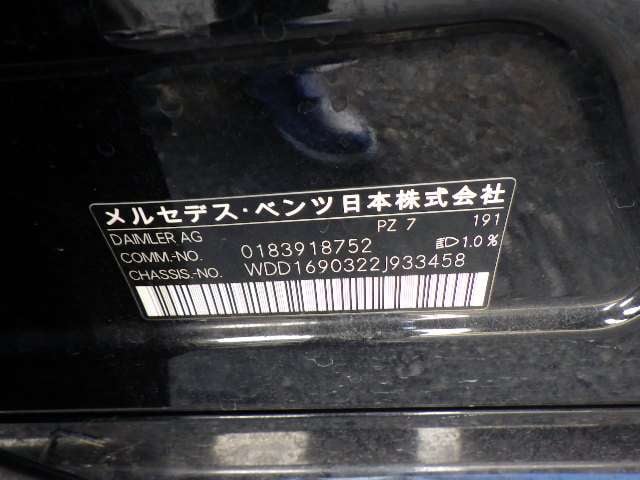 メルセデス・ベンツ日本株式会社
DAIMLER AG PZ 7 191
COMM.-NO. 0183918752 1.0 %
CHASSIS.-NO. WDD1690322J933458